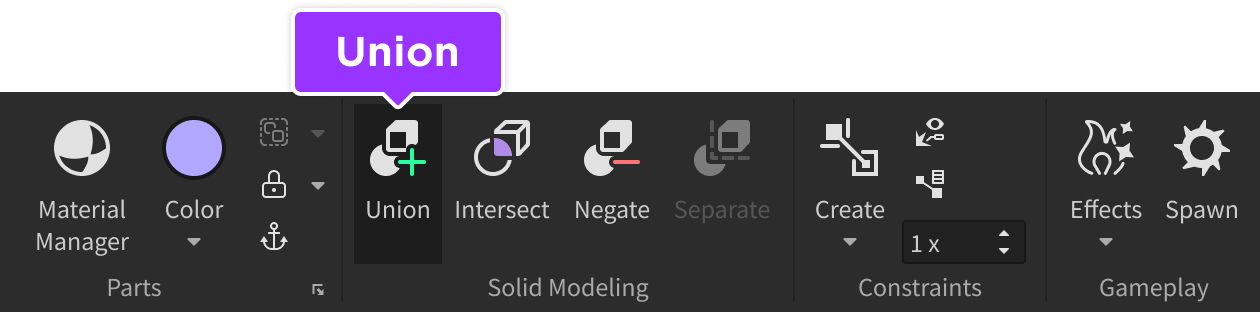 Union
Material Manager
Color
Union
Intersect
Negate
Separate
Create
1 x
Effects
Spawn
Parts
Solid Modeling
Constraints
Gameplay